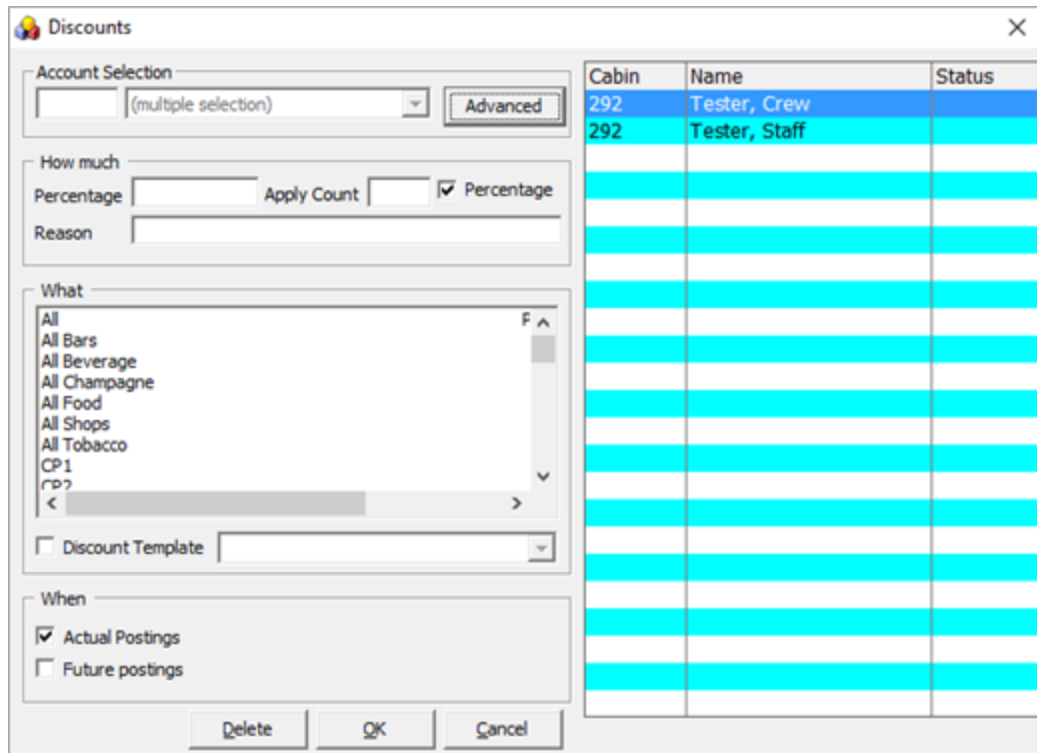 Discounts
Account Selection
(multiple selection)
Advanced
How much
Percentage
Apply Count
Percentage
Reason
What
All P
All Bars
All Beverage
All Champagne
All Food
All Shops
All Tobacco
CP1
CP2
Discount Template
When
Actual Postings
Future postings
Delete
OK
Cancel
Cabin Name Status
292 Tester, Crew
292 Tester, Staff